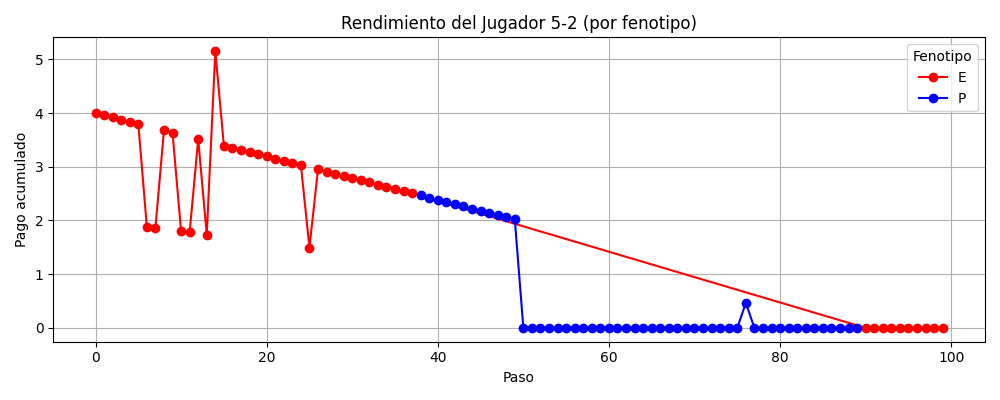 Rendimiento del Jugador 5-2 (por fenotipo)
Pago acumulado
5
4
3
2
1
0
Fenotipo
E
P
0 20 40 60 80 100
Paso